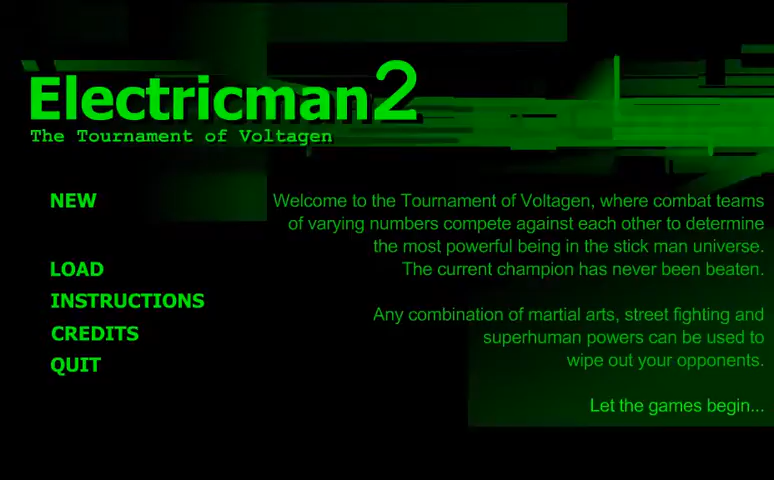 Electricman2
The Tournament of Voltagen
NEW
LOAD
INSTRUCTIONS
CREDITS
QUIT
Welcome to the Tournament of Voltagen, where combat teams
of varying numbers compete against each other to determine
the most powerful being in the stick man universe.
The current champion has never been beaten.
Any combination of martial arts, street fighting and
superhuman powers can be used to
wipe out your opponents.
Let the games begin...